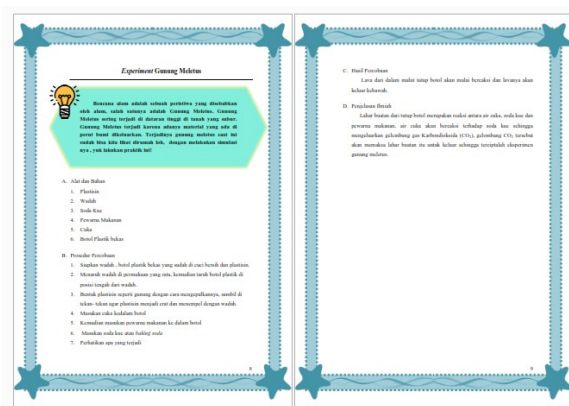 Experiment Gunung Meletus
Bencana alam adalah sebuah peristiwa yang disebabkan
oleh alam, salah satunya adalah Gunung Meletus. Gunung
Meletus sering terjadi di dataran tinggi di tanah yang subur.
Gunung Meletus terjadi karena adanya material yang ada di
perut bumi dikeluarkan. Terjadinya gunung meletus saat ini
sudah bisa kita lihat dirumah loh, dengan melakukan simulasi
nya , yuk lakukan praktik ini!
A. Alat dan Bahan
1. Plastisin
2. Wadah
3. Soda Kue
4. Pewarna Makanan
5. Cuka
6. Botol Plastik bekas
B. Prosedur Percobaan
1. Siapkan wadah , botol plastik bekas yang sudah di cuci bersih dan plastisin.
2. Menaruh wadah di permukaan yang rata, kemudian taruh botol plastik di
posisi tengah dari wadah.
3. Bentuk plastisin seperti gunung dengan cara mengepalkannya, sambil di
tekan- tekan agar plastisin menjadi erat dan menempel dengan wadah.
4. Masukan cuka kedalam botol
5. Kemudian masukan pewarna makanan ke dalam botol
6. Masukan soda kue atau baking soda
7. Perhatikan apa yang terjadi
8
C. Hasil Percobaan
Lava dari dalam mulut tutup botol akan mulai bereaksi dan lavanya akan
keluar kebawah.
D. Penjelasan Ilmiah
Lahar buatan dari tutup botol merupakan reaksi antara air cuka, soda kue dan
pewarna makanan, air cuka akan bereaksi terhadap soda kue sehingga
mengeluarkan gelembung gas Karbondioksida (CO₂), gelembung CO₂ tersebut
akan memaksa lahar buatan itu untuk keluar sehingga terciptalah eksperimen
gunung meletus.
9